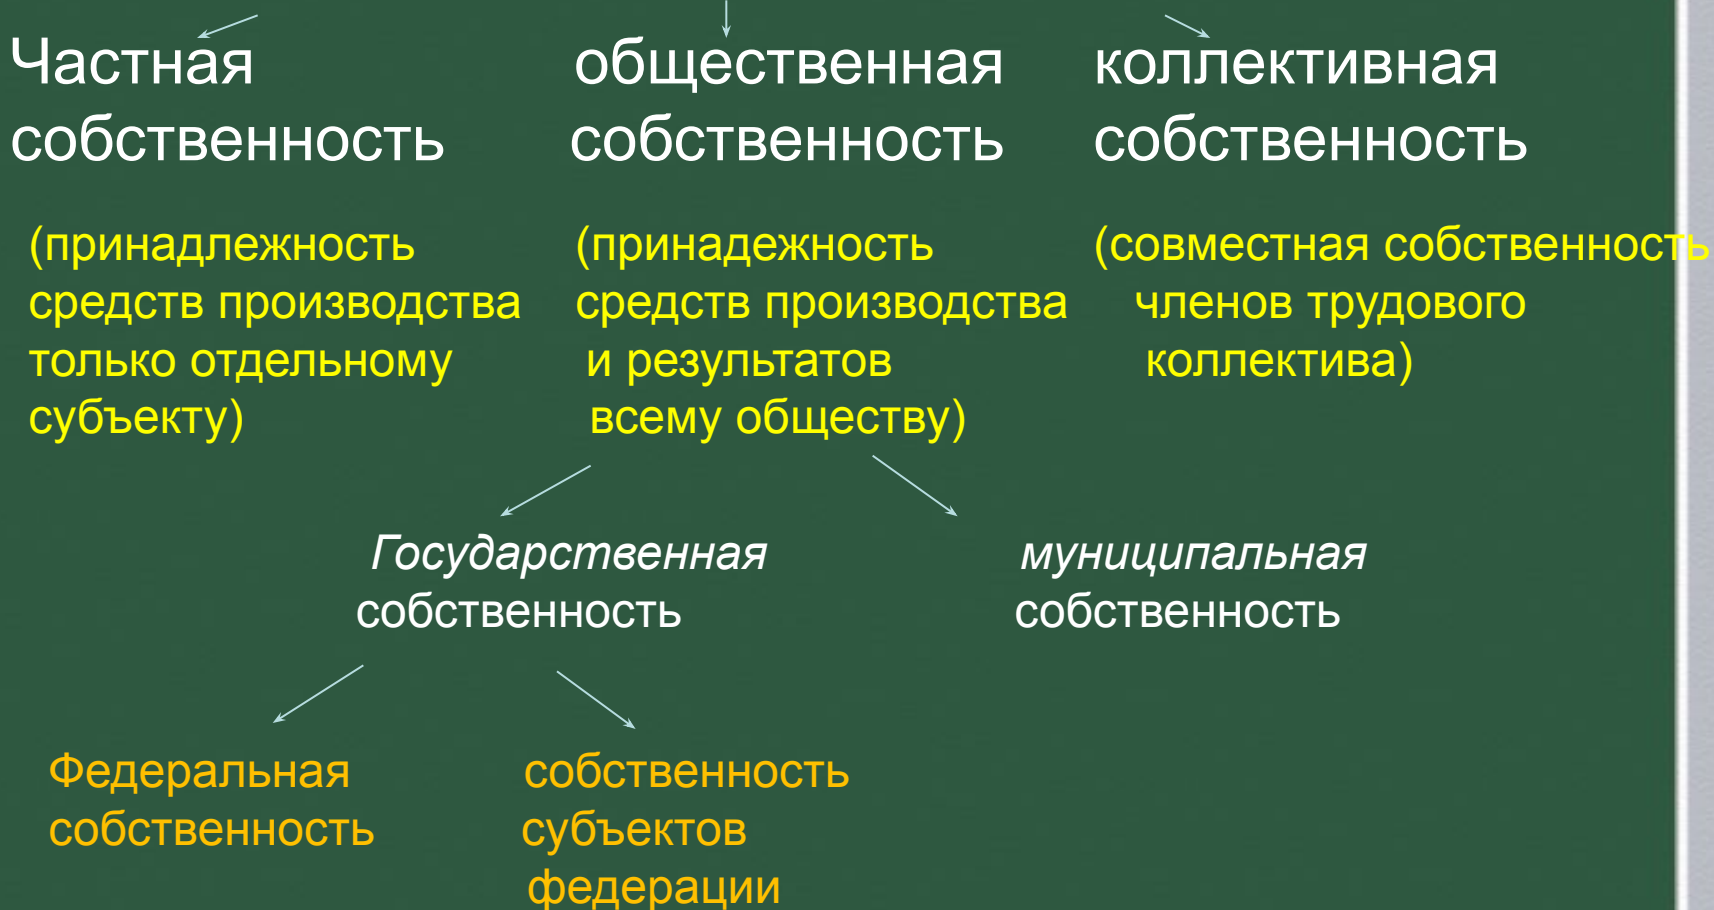 Частная общественная коллективная
собственность собственность собственность
(принадлежность
средств производства
только отдельному
субъекту)
(принадежность
средств производства
и результатов
всему обществу)
(совместная собственность
членов трудового
коллектива)
Государственная
собственность
муниципальная
собственность
Федеральная
собственность
собственность
субъектов
федерации